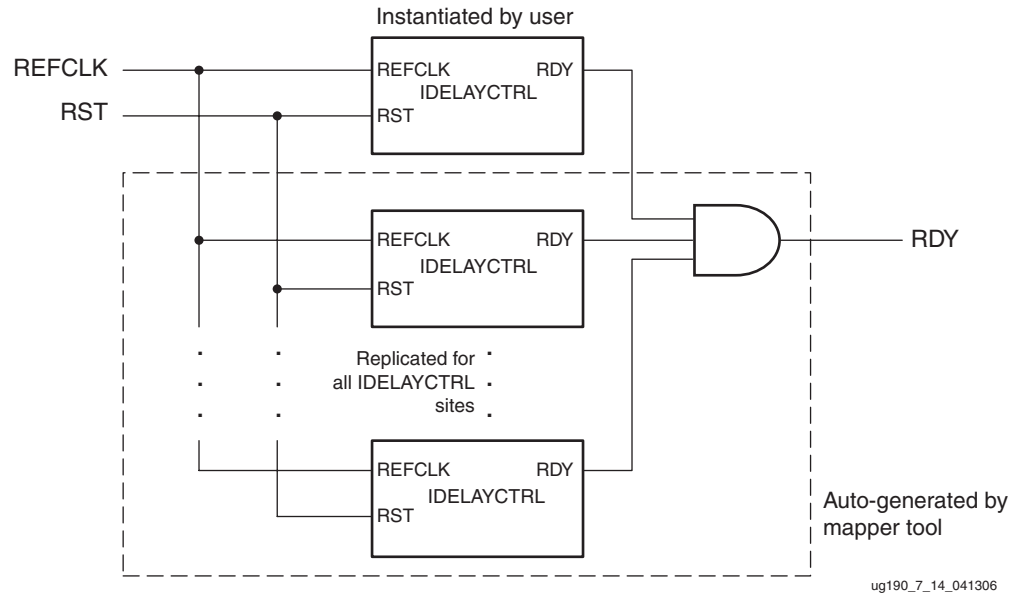 Instantiated by user
REFCLK
REFCLK
RDY
IDELAYCTRL
RST
RST
REFCLK
RDY
IDELAYCTRL
RST
RDY
Replicated for
all IDELAYCTRL
sites
REFCLK
RDY
IDELAYCTRL
RST
Auto-generated by
mapper tool
ug190_7_14_041306